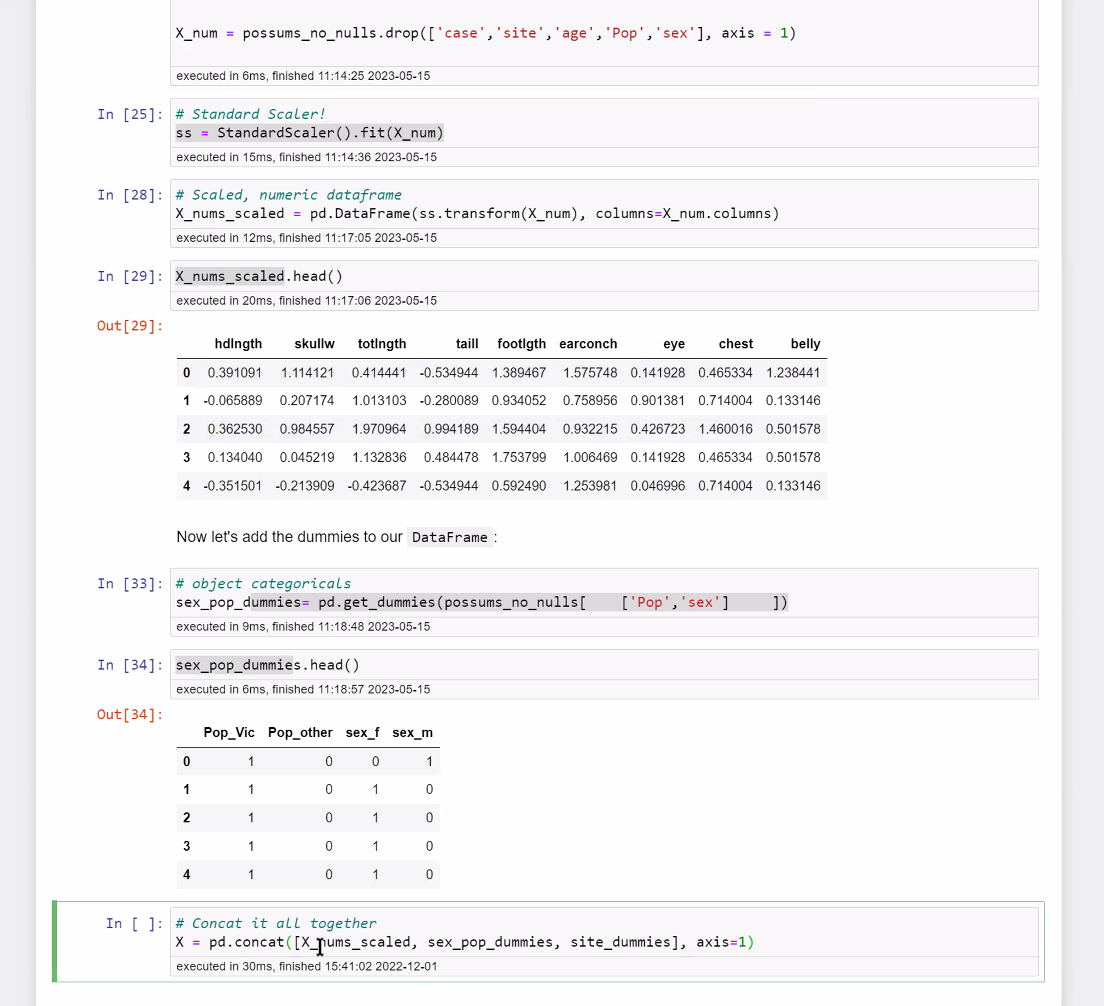 X_num = possums_no_nulls.drop(['case','site','age','Pop','sex'], axis = 1)
executed in 6ms, finished 11:14:25 2023-05-15
In [25]: # Standard Scaler!
ss = StandardScaler().fit(X_num)
executed in 15ms, finished 11:14:36 2023-05-15
In [28]: # Scaled, numeric dataframe
X_nums_scaled = pd.DataFrame(ss.transform(X_num), columns=X_num.columns)
executed in 12ms, finished 11:17:05 2023-05-15
In [29]: X_nums_scaled.head()
executed in 20ms, finished 11:17:06 2023-05-15
Out[29]:
hdlngth skullw totlngth taill footlgth earconch eye chest belly
0 0.391091 1.114121 0.414441 -0.534944 1.389467 1.575748 0.141928 0.465334 1.238441
1 -0.065889 0.207174 1.013103 -0.280089 0.934052 0.758956 0.901381 0.714004 0.133146
2 0.362530 0.984557 1.970964 0.994189 1.594404 0.932215 0.426723 1.460016 0.501578
3 0.134040 0.045219 1.132836 0.484478 1.753799 1.006469 0.141928 0.465334 0.501578
4 -0.351501 -0.213909 -0.423687 -0.534944 0.592490 1.253981 0.046996 0.714004 0.133146
Now let's add the dummies to our DataFrame :
In [33]: # object categoricals
sex_pop_dummies= pd.get_dummies(possums_no_nulls[    ['Pop','sex']     ])
executed in 9ms, finished 11:18:48 2023-05-15
In [34]: sex_pop_dummies.head()
executed in 6ms, finished 11:18:57 2023-05-15
Out[34]:
Pop_Vic Pop_other sex_f sex_m
0 1 0 0 1
1 1 0 1 0
2 1 0 1 0
3 1 0 1 0
4 1 0 1 0
In [ ]: # Concat it all together
X = pd.concat([X_nums_scaled, sex_pop_dummies, site_dummies], axis=1)
executed in 30ms, finished 15:41:02 2022-12-01